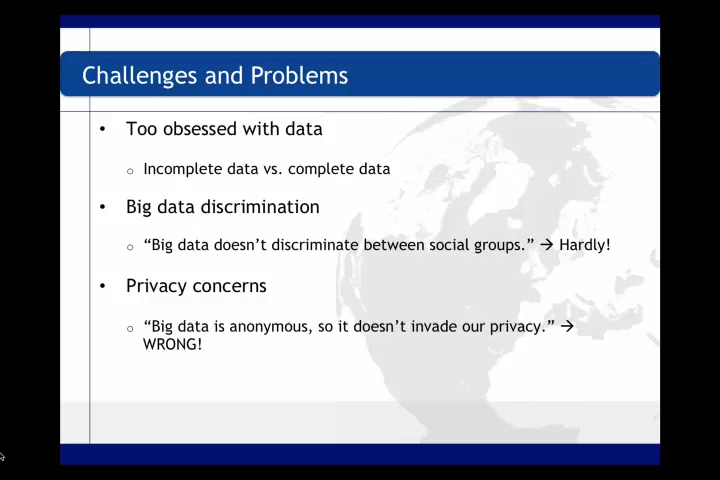 Challenges and Problems
• Too obsessed with data
o Incomplete data vs. complete data
• Big data discrimination
o “Big data doesn’t discriminate between social groups.” → Hardly!
• Privacy concerns
o “Big data is anonymous, so it doesn’t invade our privacy.” →
WRONG!